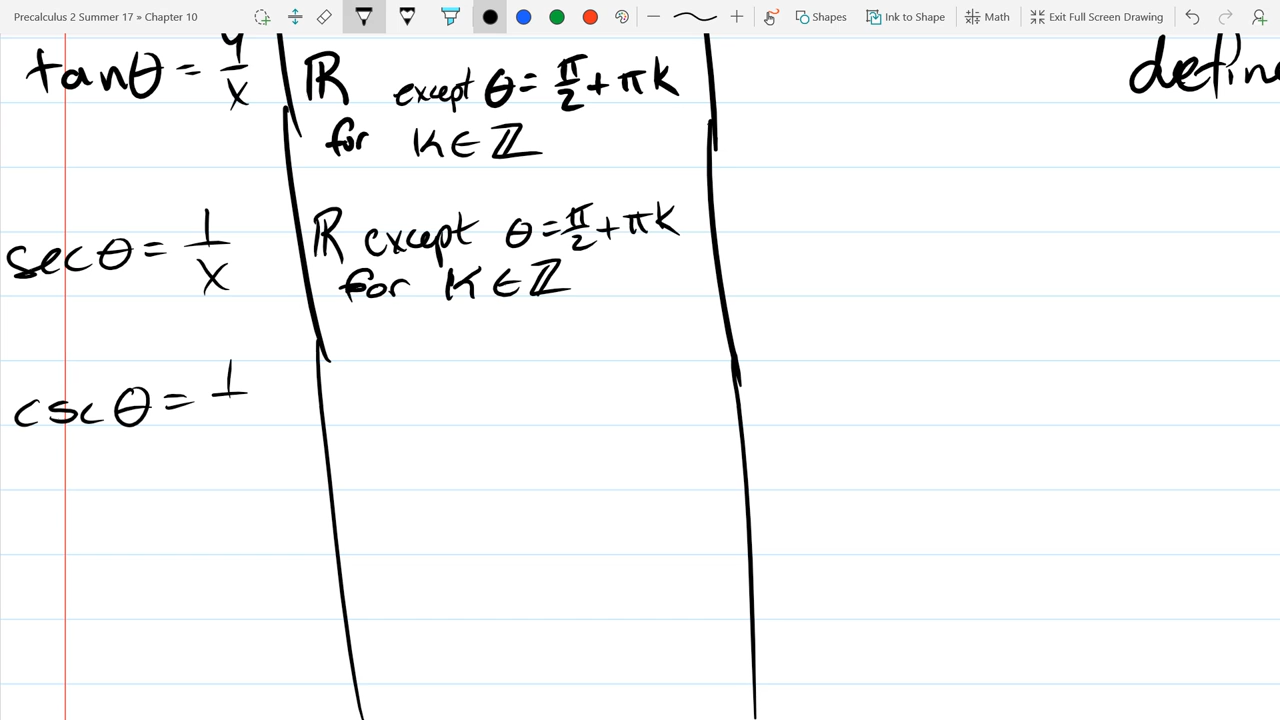 Precalculus 2 Summer 17 » Chapter 10
Shapes
Ink to Shape
Math
Exit Full Screen Drawing
tanθ = y/x
ℝ except θ = π/2 + πk
for k ∈ ℤ
secθ = 1/x
ℝ except θ = π/2 + πk
for k ∈ ℤ
cscθ = 1